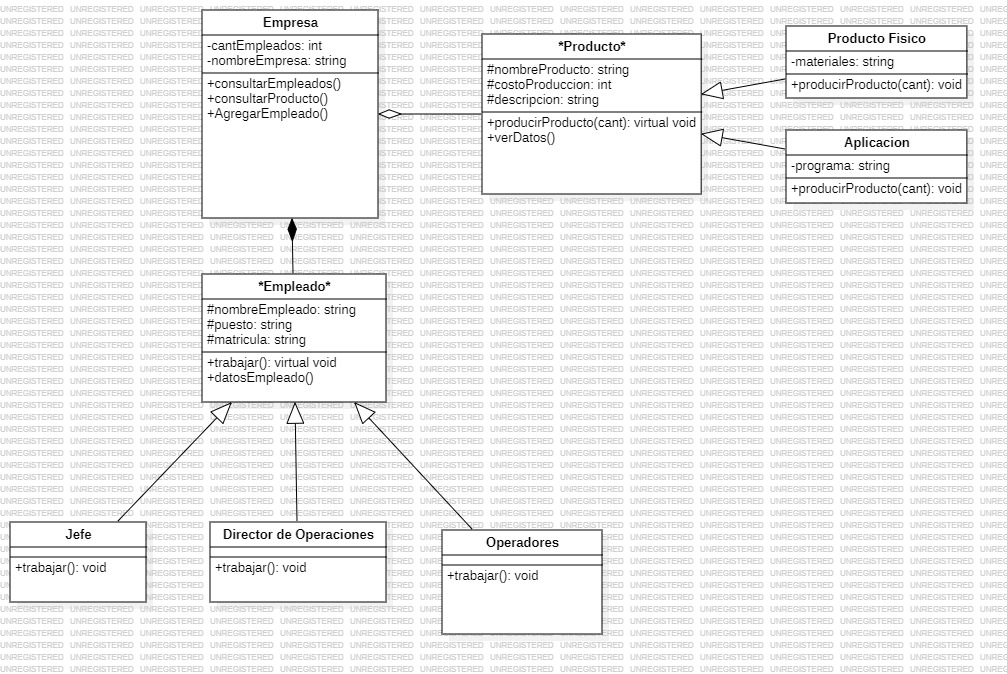 Empresa
-cantEmpleados: int
-nombreEmpresa: string
+consultarEmpleados()
+consultarProducto()
+AgregarEmpleado()
*Producto*
#nombreProducto: string
#costoProduccion: int
#descripcion: string
+producirProducto(cant): virtual void
+verDatos()
Producto Fisico
-materiales: string
+producirProducto(cant): void
Aplicacion
-programa: string
+producirProducto(cant): void
*Empleado*
#nombreEmpleado: string
#puesto: string
#matricula: string
+trabajar(): virtual void
+datosEmpleado()
Jefe
+trabajar(): void
Director de Operaciones
+trabajar(): void
Operadores
+trabajar(): void
UNREGISTERED